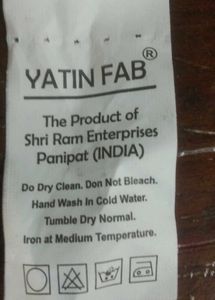 YATIN FAB ®
The Product of
Shri Ram Enterprises
Panipat (INDIA)
Do Dry Clean. Don Not Bleach.
Hand Wash In Cold Water.
Tumble Dry Normal.
Iron at Medium Temperature.